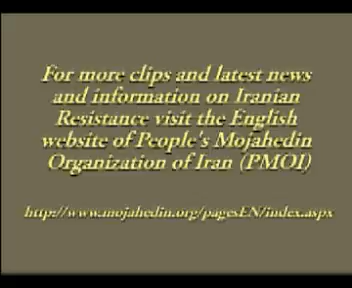 For more clips and latest news
and information on Iranian
Resistance visit the English
website of People's Mojahedin
Organization of Iran (PMOI)
http://www.mojahedin.org/pagesEN/index.aspx